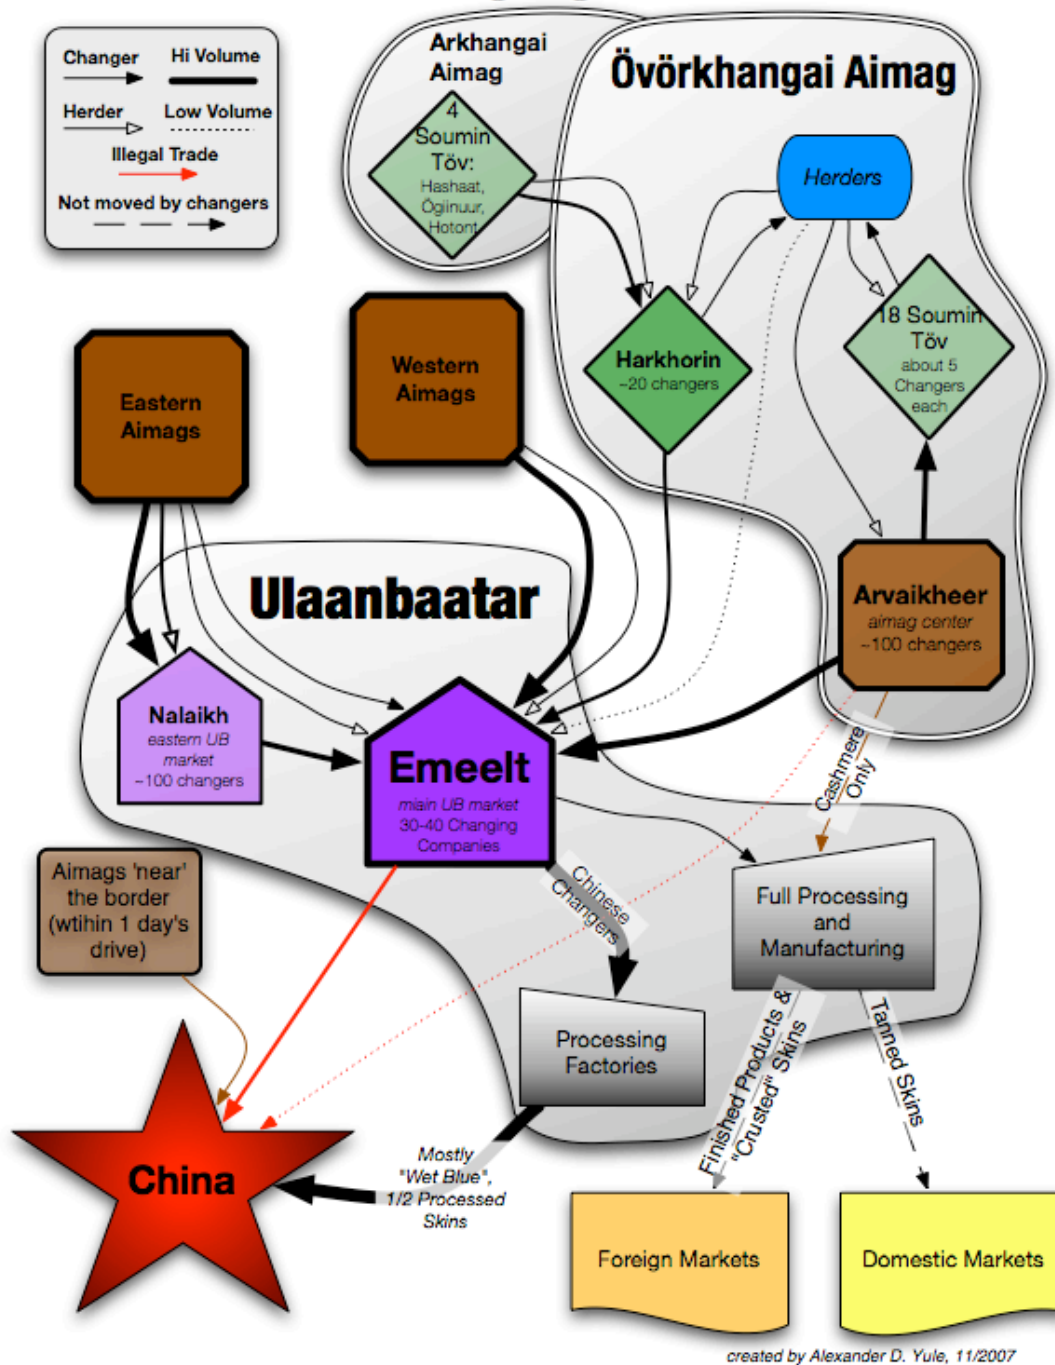 Changer
Hi Volume
Herder
Low Volume
Illegal Trade
Not moved by changers
Arkhangai
Aimag
Övörkhangai Aimag
4
Soumin
Töv:
Hashaat,
Ögiinuur,
Hotont
Herders
Harkhorin
~20 changers
18 Soumin
Töv
about 5
Changers
each
Eastern
Aimags
Western
Aimags
Ulaanbaatar
Arvaikheer
aimag center
~100 changers
Nalaikh
eastern UB
market
~100 changers
Emeelt
miain UB market
30-40 Changing
Companies
Cashmere
Only
Aimags 'near'
the border
(wtihin 1 day's
drive)
Chinese
Changers
Full Processing
and
Manufacturing
Processing
Factories
Finished Products &
"Crusted" Skins
Tanned Skins
China
Mostly
"Wet Blue",
1/2 Processed
Skins
Foreign Markets
Domestic Markets
created by Alexander D. Yule, 11/2007